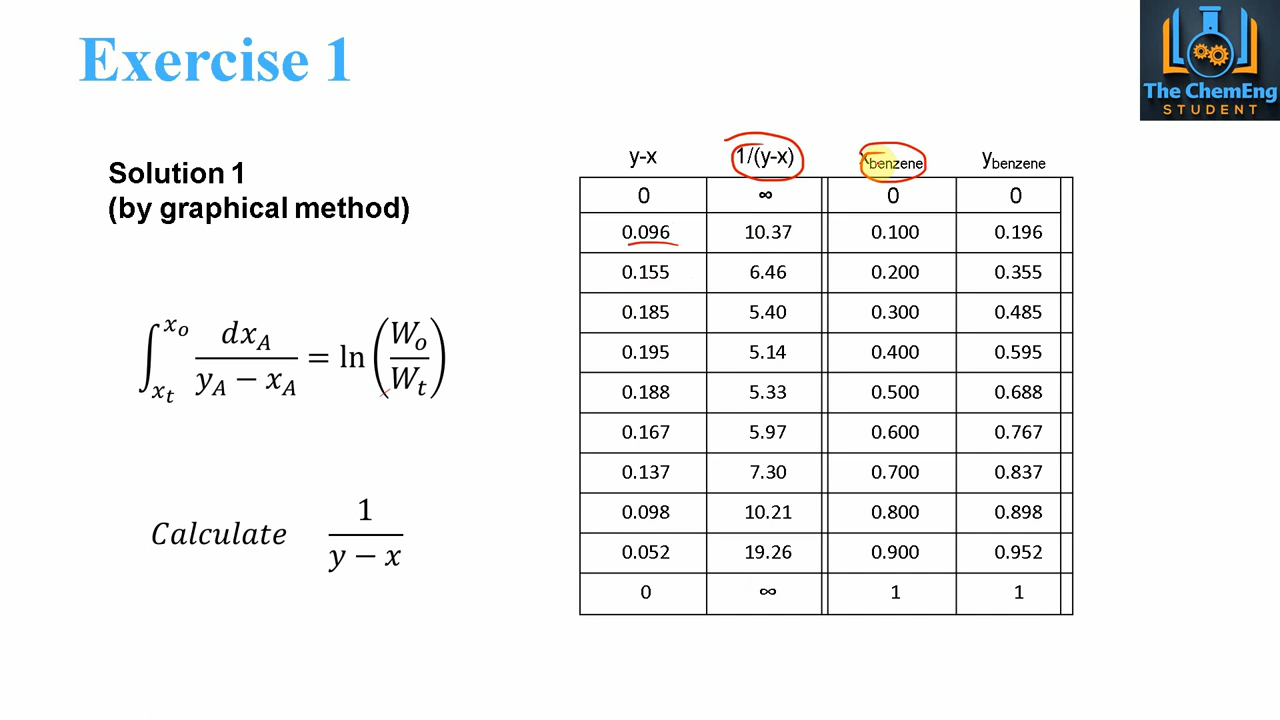 Exercise 1
The ChemEng
STUDENT
Solution 1
(by graphical method)
∫_{x_t}^{x_o} dx_A / (y_A − x_A) = ln (W_o / W_t)
Calculate 1 / (y − x)
y-x 1/(y-x) x_benzene y_benzene
0 ∞ 0 0
0.096 10.37 0.100 0.196
0.155 6.46 0.200 0.355
0.185 5.40 0.300 0.485
0.195 5.14 0.400 0.595
0.188 5.33 0.500 0.688
0.167 5.97 0.600 0.767
0.137 7.30 0.700 0.837
0.098 10.21 0.800 0.898
0.052 19.26 0.900 0.952
0 ∞ 1 1